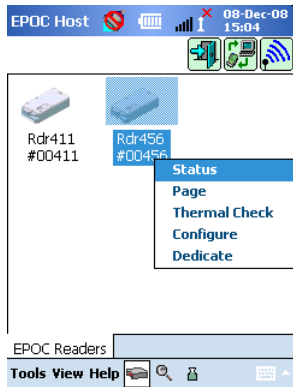 EPOC Host 08-Dec-08
15:04
Rdr411
#00411
Rdr456
#00456
Status
Page
Thermal Check
Configure
Dedicate
EPOC Readers
Tools View Help